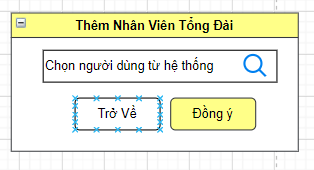 Thêm Nhân Viên Tổng Đài
Chọn người dùng từ hệ thống
Trở Về
Đồng ý